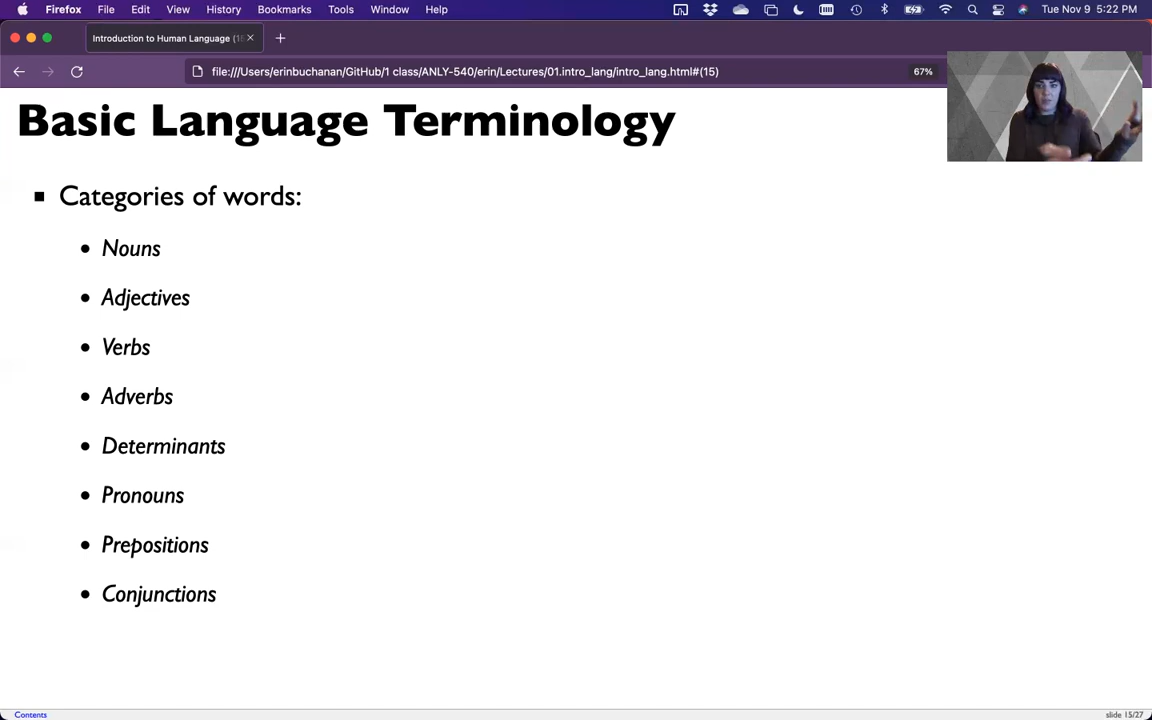 Firefox File Edit View History Bookmarks Tools Window Help Tue Nov 9 5:22 PM
Introduction to Human Language (1
file:///Users/erinbuchanan/GitHub/1 class/ANLY-540/erin/Lectures/01.intro_lang/intro_lang.html#(15) 67%
Basic Language Terminology
Categories of words:
Nouns
Adjectives
Verbs
Adverbs
Determinants
Pronouns
Prepositions
Conjunctions
Contents slide 15/27